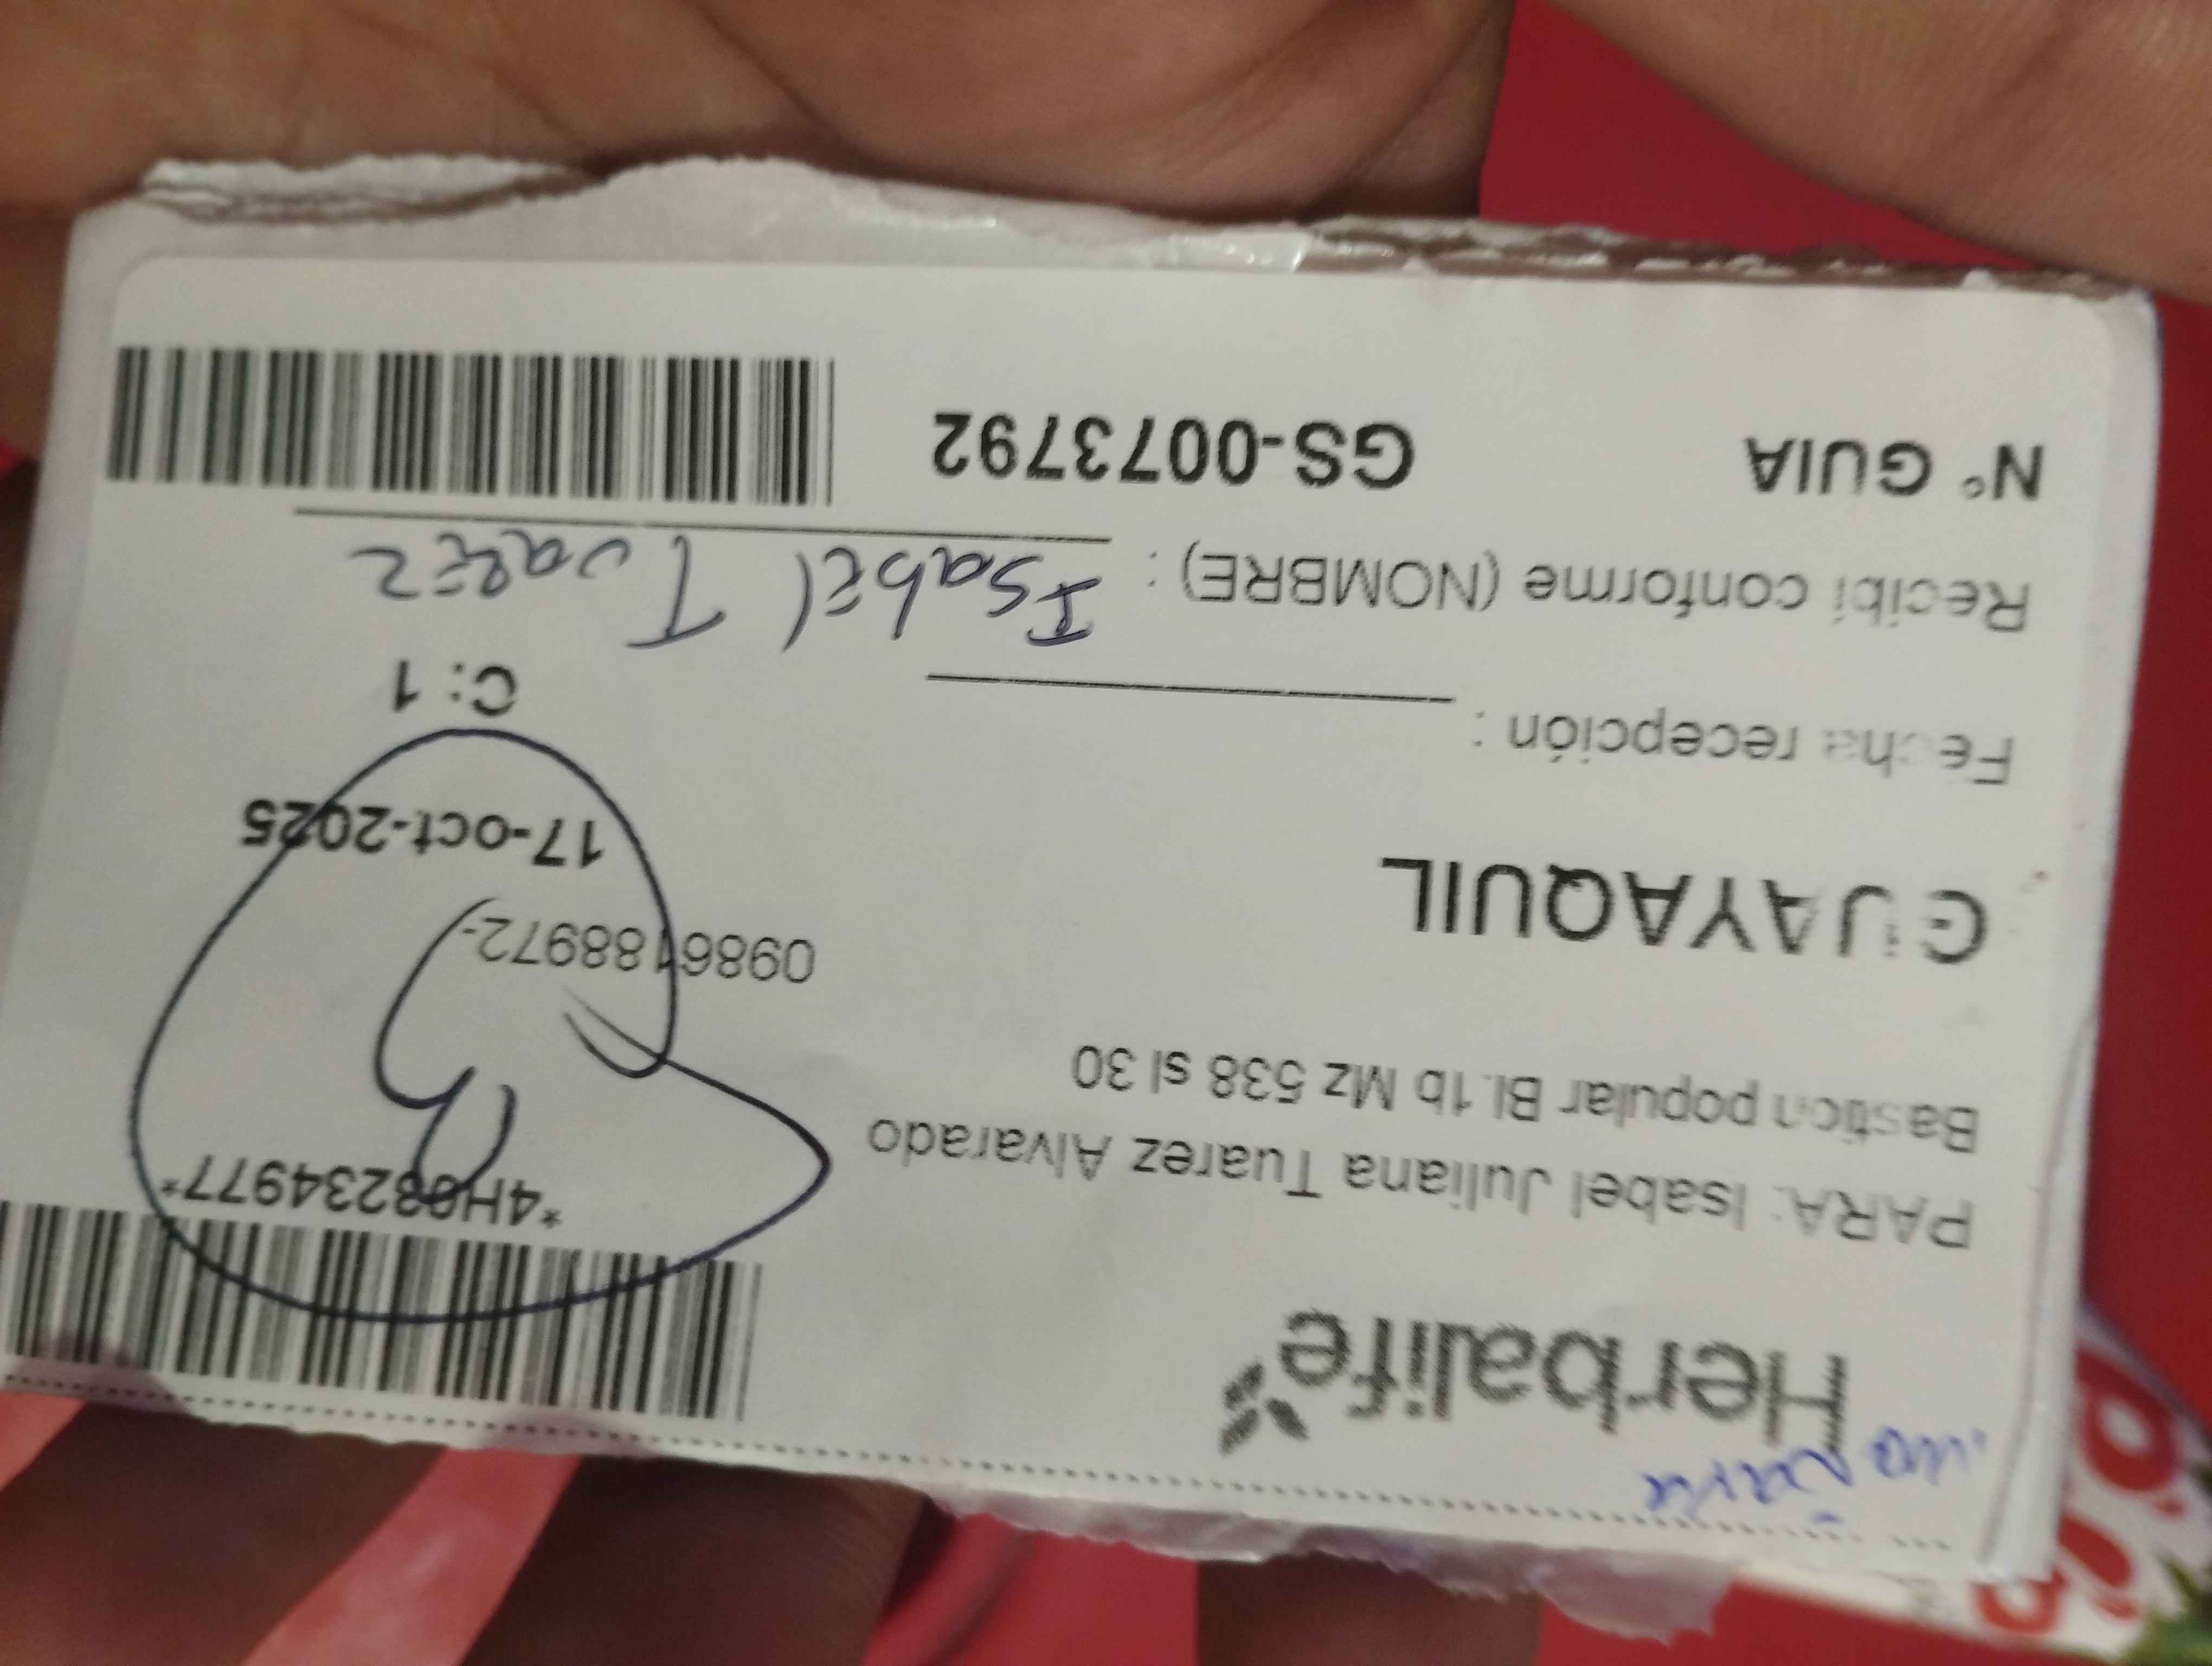 Herbalife
*4H08234977*
PARA: Isabel Juliana Tuarez Alvarado
Bastion popular Bl.1b Mz 538 sl 30
0986188972-
GUAYAQUIL
17-oct-2025
Fecha recepción :
C: 1
Recibí conforme (NOMBRE) : Isabel Tuarez
N° GUIA GS-0073792